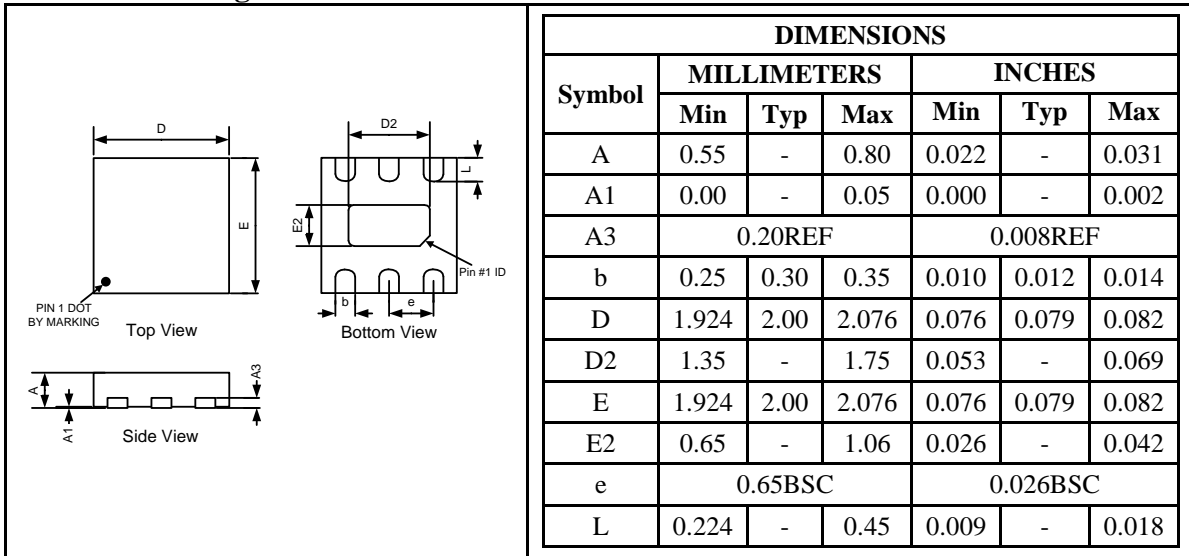 D
E
PIN 1 DOT
BY MARKING
Top View
D2
L
E2
Pin #1 ID
b
e
Bottom View
A
A1
A3
Side View
DIMENSIONS
Symbol MILLIMETERS INCHES
Min Typ Max Min Typ Max
A 0.55 - 0.80 0.022 - 0.031
A1 0.00 - 0.05 0.000 - 0.002
A3 0.20REF 0.008REF
b 0.25 0.30 0.35 0.010 0.012 0.014
D 1.924 2.00 2.076 0.076 0.079 0.082
D2 1.35 - 1.75 0.053 - 0.069
E 1.924 2.00 2.076 0.076 0.079 0.082
E2 0.65 - 1.06 0.026 - 0.042
e 0.65BSC 0.026BSC
L 0.224 - 0.45 0.009 - 0.018